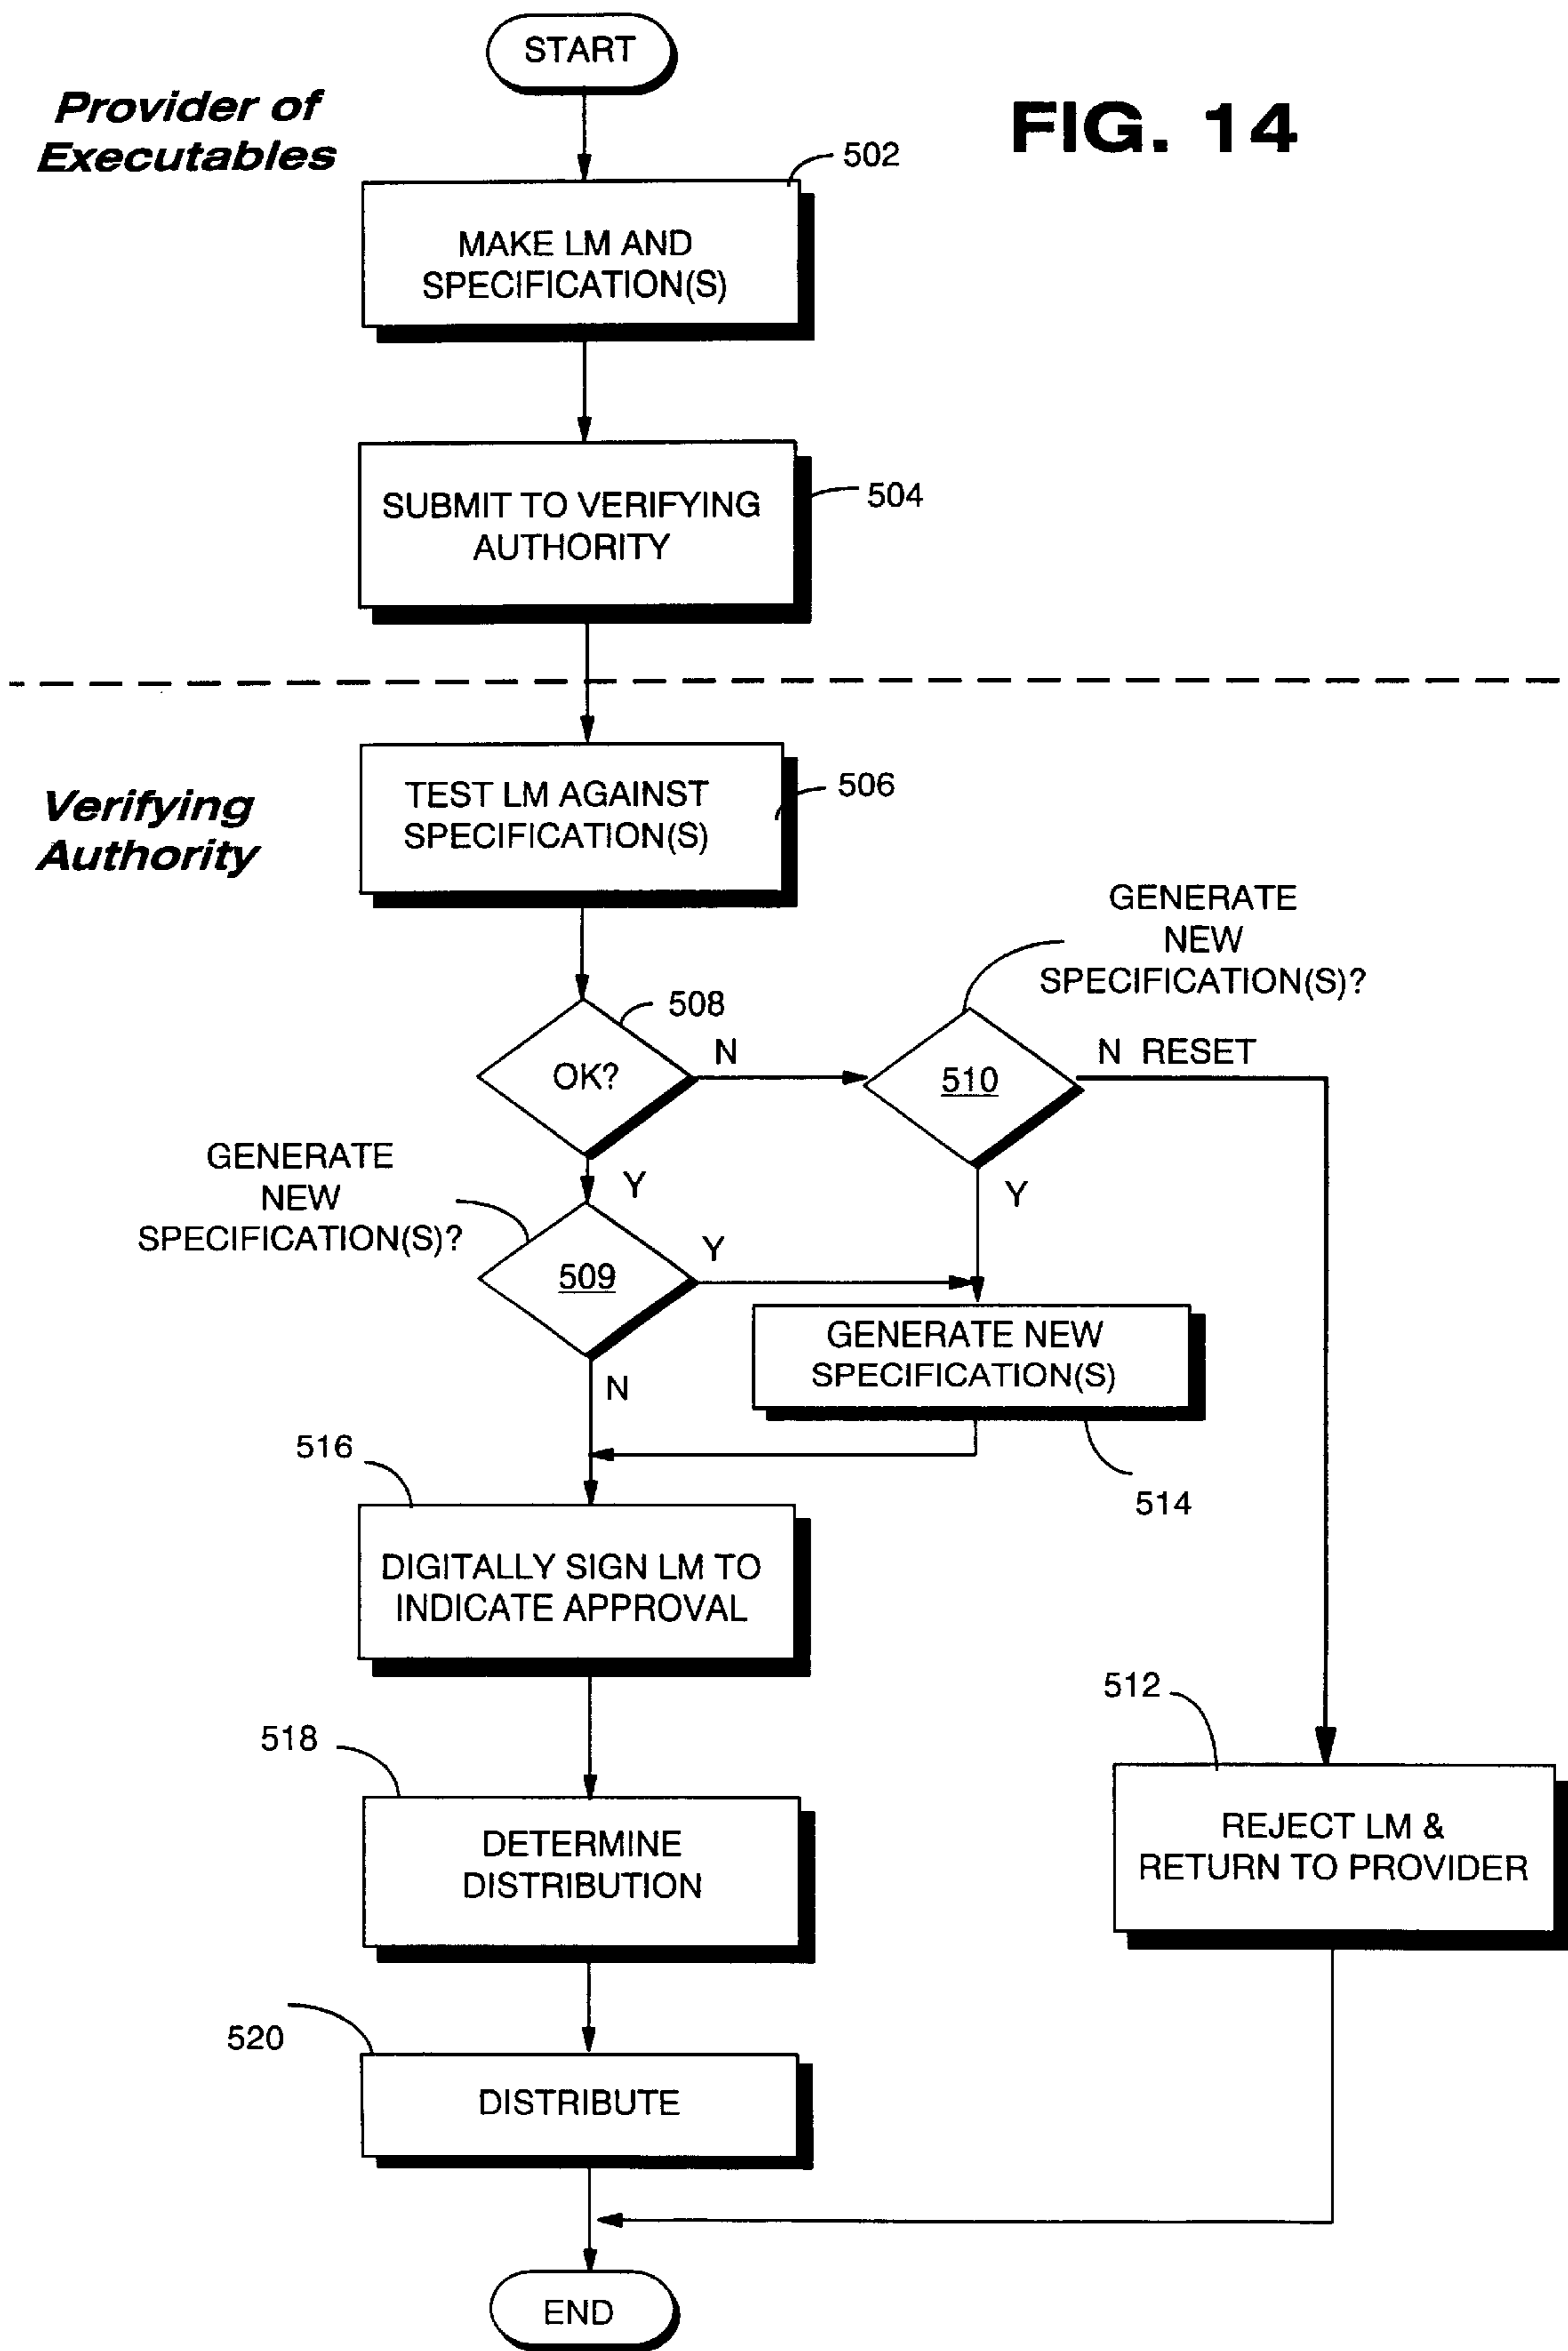 START
Provider of
Executables
FIG. 14
502
MAKE LM AND
SPECIFICATION(S)
504
SUBMIT TO VERIFYING
AUTHORITY
Verifying
Authority
506
TEST LM AGAINST
SPECIFICATION(S)
GENERATE
NEW
SPECIFICATION(S)?
508
OK?
N
510
N RESET
GENERATE
NEW
SPECIFICATION(S)?
Y
Y
509
Y
GENERATE NEW
SPECIFICATION(S)
N
516
514
DIGITALLY SIGN LM TO
INDICATE APPROVAL
512
518
DETERMINE
DISTRIBUTION
REJECT LM &
RETURN TO PROVIDER
520
DISTRIBUTE
END